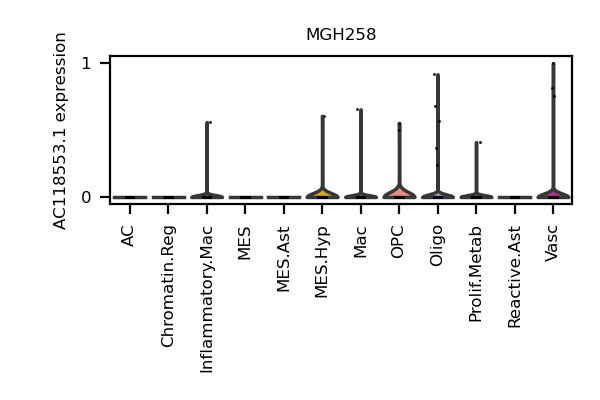 MGH258
AC118553.1 expression
1
0
AC
Chromatin.Reg
Inflammatory.Mac
MES
MES.Ast
MES.Hyp
Mac
OPC
Oligo
Prolif.Metab
Reactive.Ast
Vasc